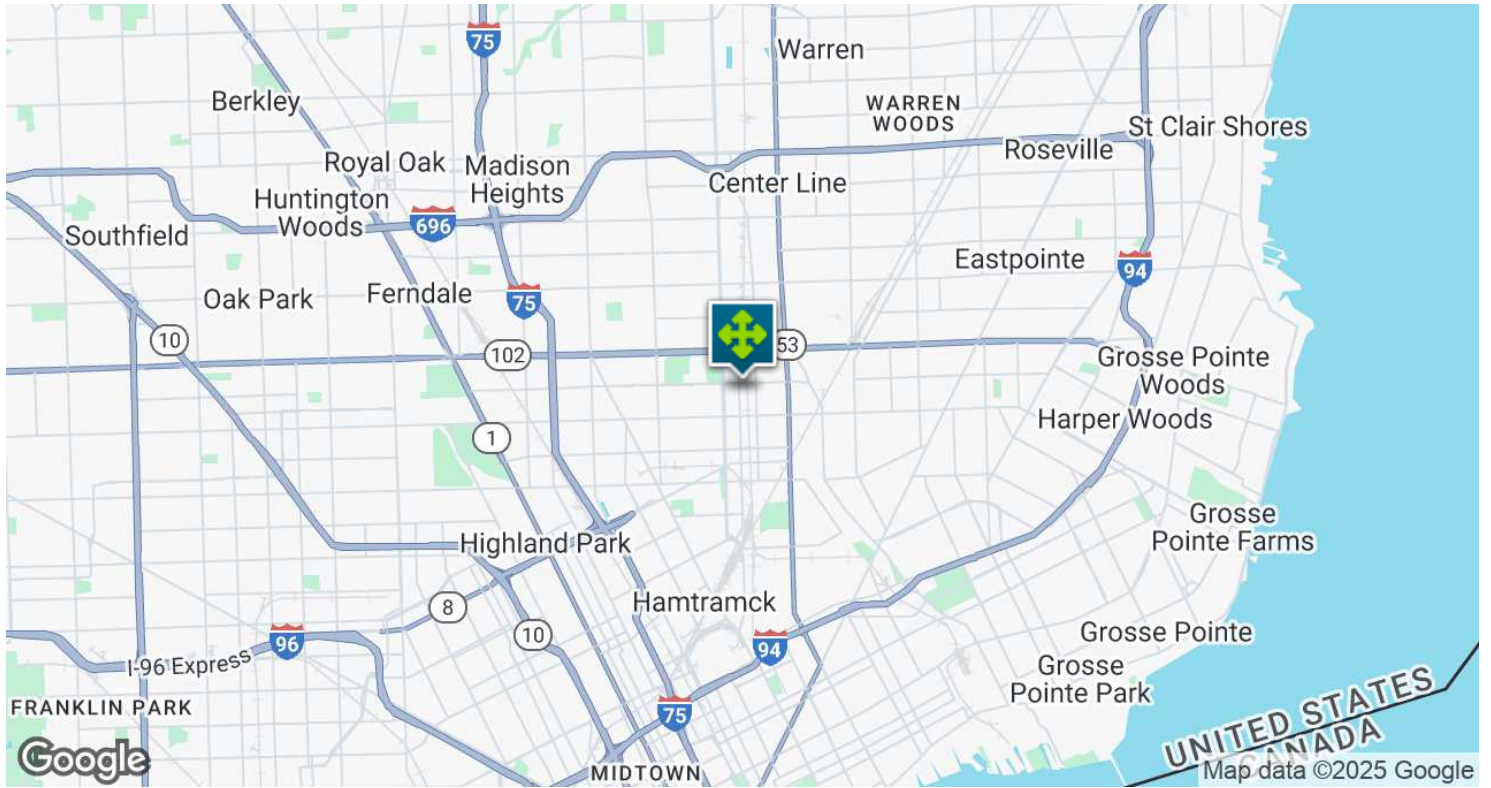 75
Warren
Berkley
WARREN
WOODS
St Clair Shores
Roseville
Royal Oak
Madison
Heights
Center Line
Huntington
Woods
696
Southfield
Eastpointe
94
Oak Park
Ferndale
75
10
102
53
Grosse Pointe
Woods
Harper Woods
1
Grosse
Pointe Farms
Highland Park
Hamtramck
8
10
96
94
I-96 Express
Grosse Pointe
Grosse
Pointe Park
FRANKLIN PARK
75
UNITED STATES
CANADA
Google
MIDTOWN
Map data ©2025 Google